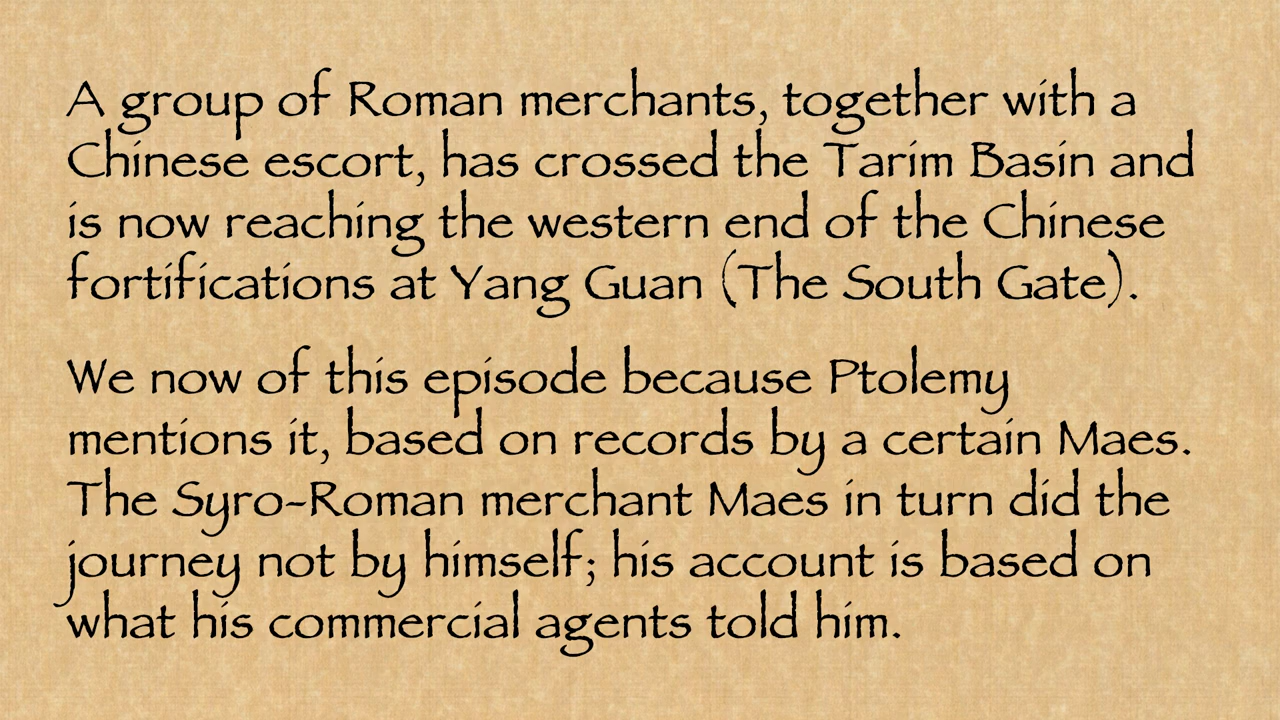 A group of Roman merchants, together with a
Chinese escort, has crossed the Tarim Basin and
is now reaching the western end of the Chinese
fortifications at Yang Guan (The South Gate).
We now of this episode because Ptolemy
mentions it, based on records by a certain Maes.
The Syro-Roman merchant Maes in turn did the
journey not by himself; his account is based on
what his commercial agents told him.